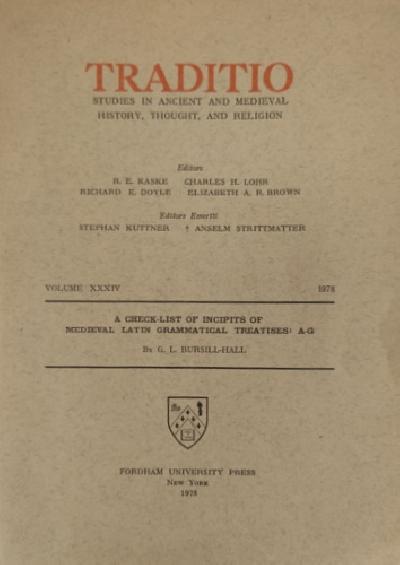 TRADITIO
STUDIES IN ANCIENT AND MEDIEVAL
HISTORY, THOUGHT, AND RELIGION
Editors
R. E. KASKE CHARLES H. LOHR
RICHARD E. DOYLE ELIZABETH A. R. BROWN
Editors Emeriti
STEPHAN KUTTNER † ANSELM STRITTMATTER
VOLUME XXXIV 1978
A CHECK-LIST OF INCIPITS OF
MEDIEVAL LATIN GRAMMATICAL TREATISES: A-G
By G. L. BURSILL-HALL
FORDHAM UNIVERSITY PRESS
New York
1978